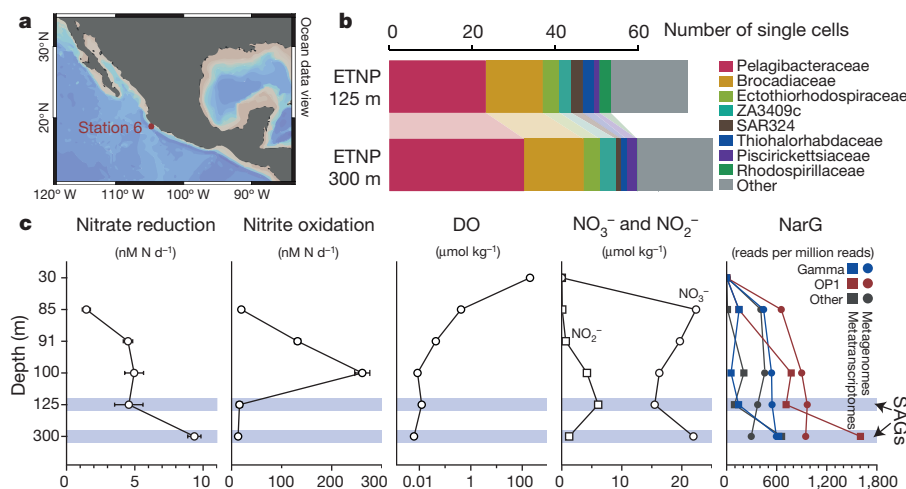 a
30° N
20° N
120° W
110° W
100° W
90° W
Station 6
Ocean data view
b
0
20
40
60
Number of single cells
ETNP
125 m
ETNP
300 m
Pelagibacteraceae
Brocadiaceae
Ectothiorhodospiraceae
ZA3409c
SAR324
Thiohalorhabdaceae
Piscirickettsiaceae
Rhodospirillaceae
Other
c
Nitrate reduction
(nM N d⁻¹)
Nitrite oxidation
(nM N d⁻¹)
DO
(µmol kg⁻¹)
NO₃⁻ and NO₂⁻
(µmol kg⁻¹)
NarG
(reads per million reads)
Depth (m)
30
85
91
100
125
300
0
5
10
0
100
200
300
0.01
1
100
0
10
20
0
600
1,200
1,800
NO₃⁻
NO₂⁻
Gamma
OP1
Other
Metagenomes
Metatranscriptomes
SAGs